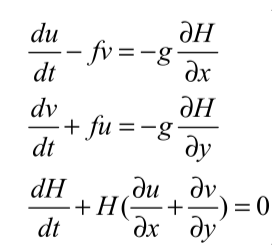 du/dt − fv = −g ∂H/∂x
dv/dt + fu = −g ∂H/∂y
dH/dt + H(∂u/∂x + ∂v/∂y) = 0